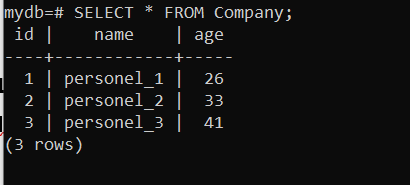 mydb=# SELECT * FROM Company;
 id |    name    | age
----+------------+-----
  1 | personel_1 |  26
  2 | personel_2 |  33
  3 | personel_3 |  41
(3 rows)